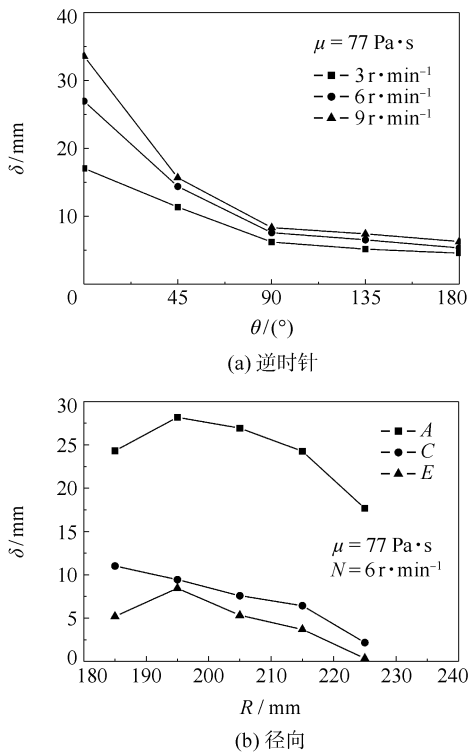 40
μ = 77 Pa·s
3 r·min⁻¹
30
6 r·min⁻¹
9 r·min⁻¹
δ/mm
20
10
0
45
90
135
180
θ/(°)
(a) 逆时针
30
A
25
C
E
20
δ/mm
15
μ = 77 Pa·s
10
N = 6 r·min⁻¹
5
0
180
190
200
210
220
230
240
R / mm
(b) 径向